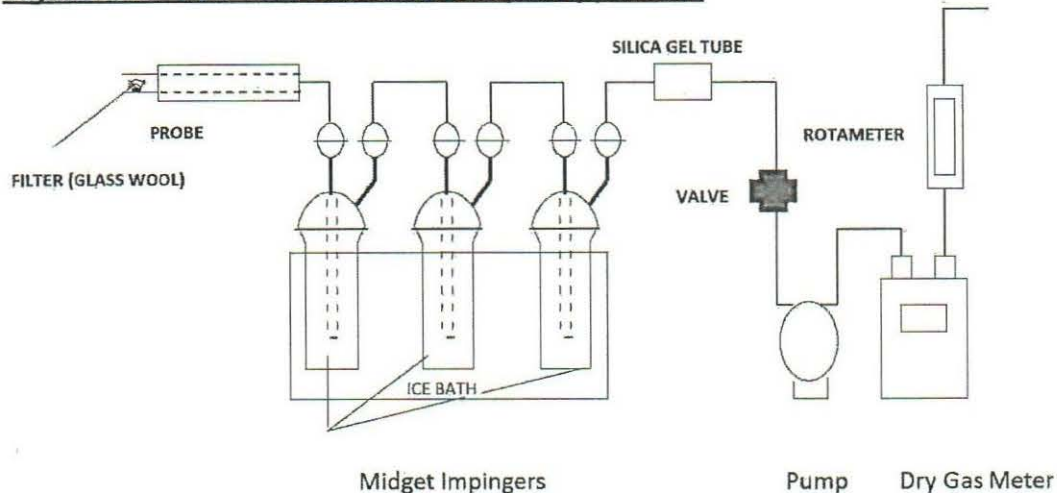 SILICA GEL TUBE
PROBE
ROTAMETER
FILTER (GLASS WOOL)
VALVE
ICE BATH
Midget Impingers
Pump
Dry Gas Meter